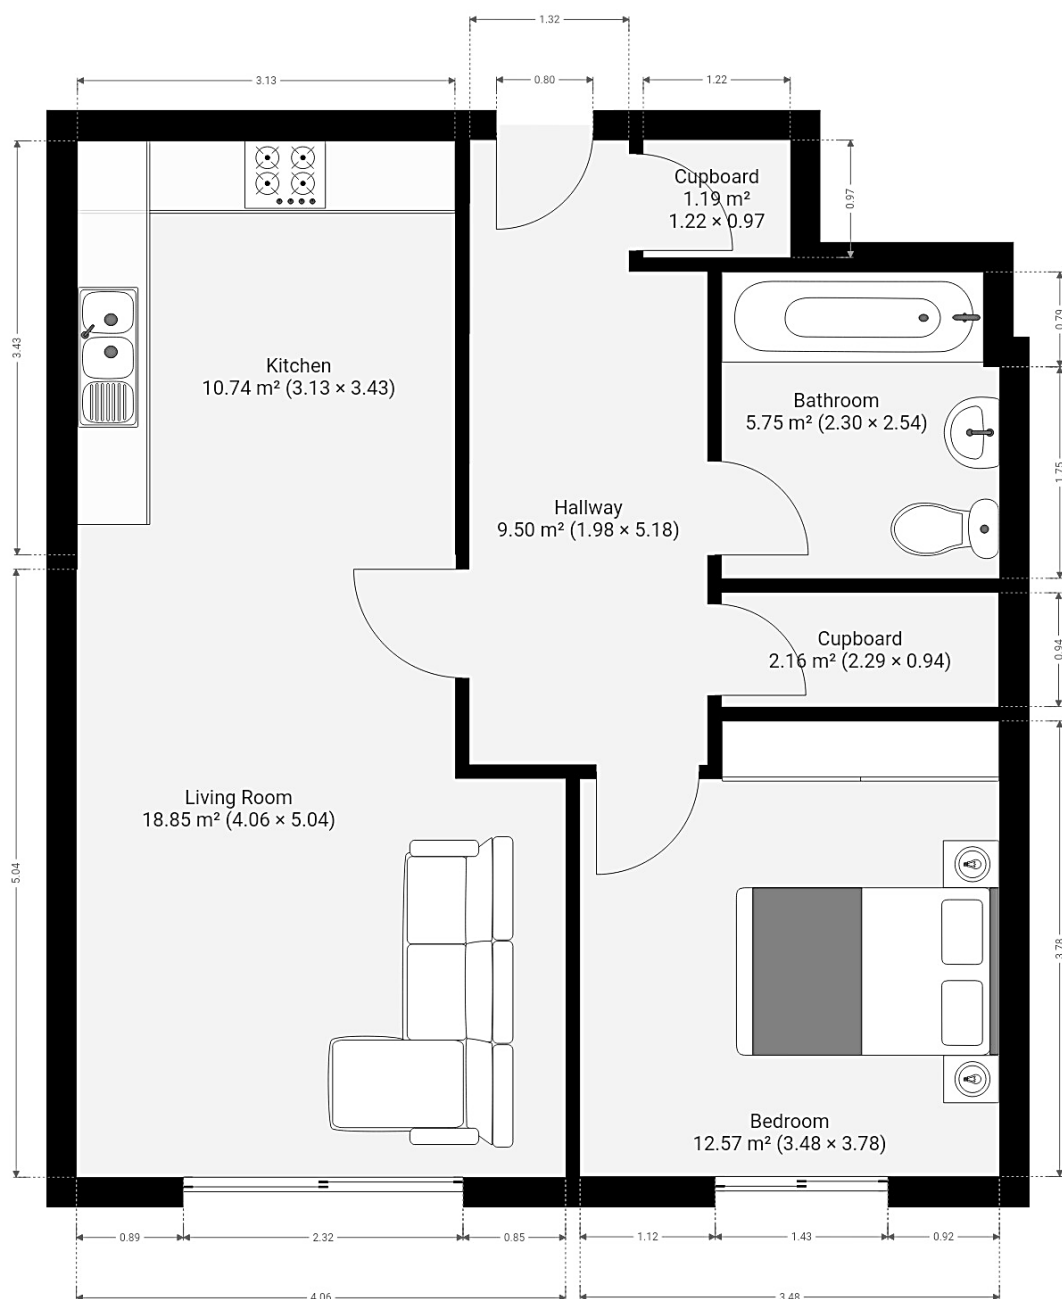 1.32
3.13
0.80
1.22
Cupboard
1.19 m²
1.22 × 0.97
0.97
0.79
3.43
Kitchen
10.74 m² (3.13 × 3.43)
Bathroom
5.75 m² (2.30 × 2.54)
1.75
Hallway
9.50 m² (1.98 × 5.18)
Cupboard
2.16 m² (2.29 × 0.94)
0.94
Living Room
18.85 m² (4.06 × 5.04)
5.04
3.78
Bedroom
12.57 m² (3.48 × 3.78)
0.89
2.32
0.85
1.12
1.43
0.92
4.06
3.48